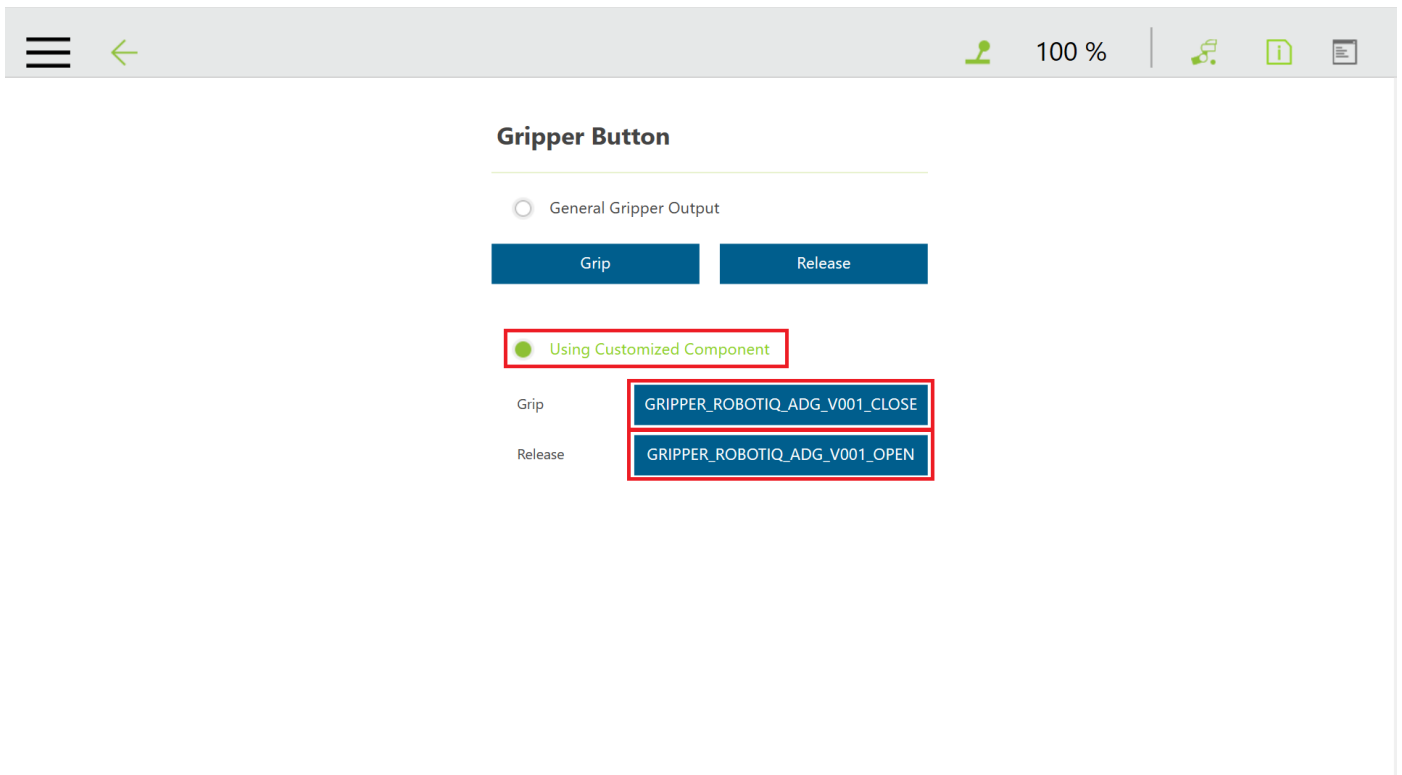 100 %
Gripper Button
General Gripper Output
Grip Release
Using Customized Component
Grip GRIPPER_ROBOTIQ_ADG_V001_CLOSE
Release GRIPPER_ROBOTIQ_ADG_V001_OPEN